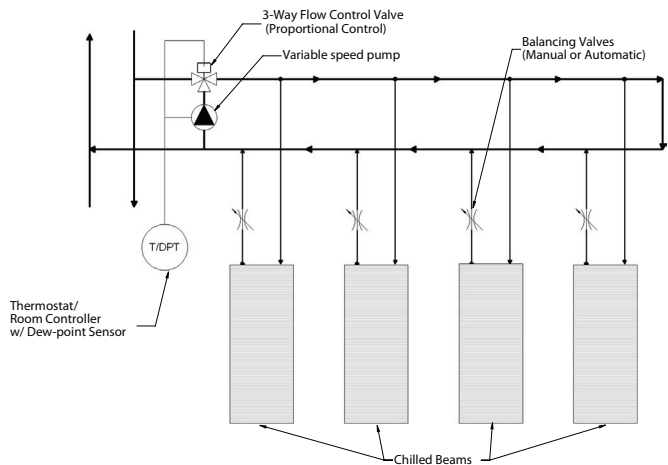 3-Way Flow Control Valve
(Proportional Control)
Variable speed pump
Balancing Valves
(Manual or Automatic)
T/DPT
Thermostat/
Room Controller
w/ Dew-point Sensor
Chilled Beams